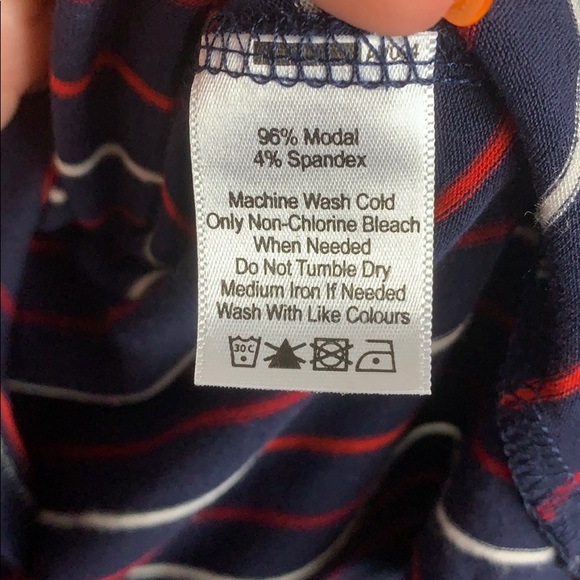 96% Modal
4% Spandex
Machine Wash Cold
Only Non-Chlorine Bleach
When Needed
Do Not Tumble Dry
Medium Iron If Needed
Wash With Like Colours
30 C